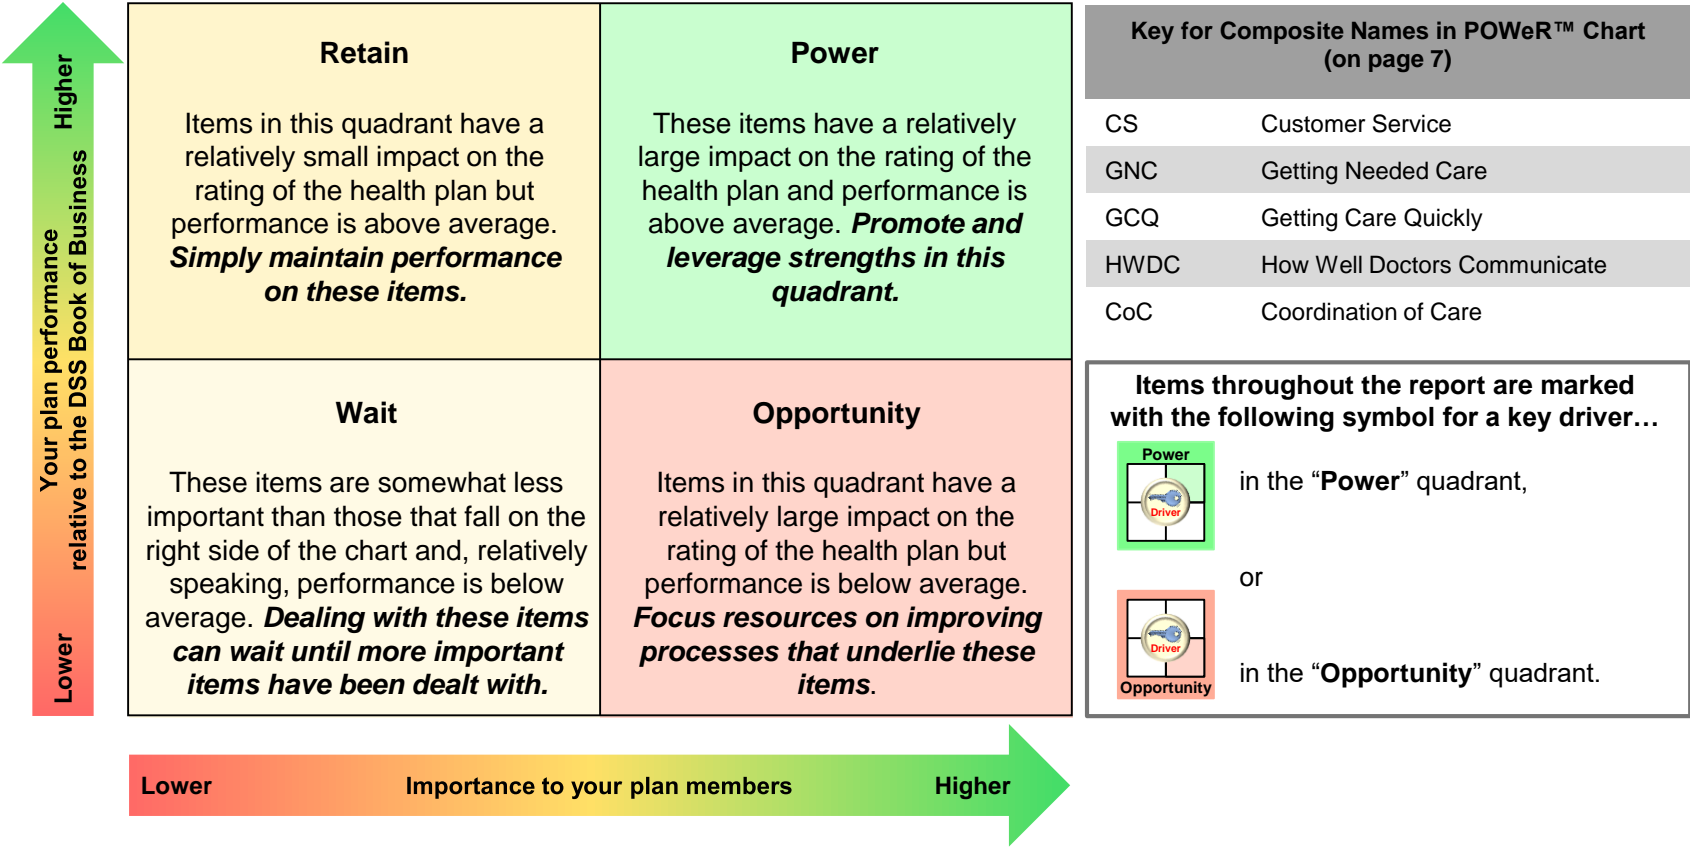 Higher
Your plan performance
relative to the DSS Book of Business
Lower
Retain
Items in this quadrant have a
relatively small impact on the
rating of the health plan but
performance is above average.
Simply maintain performance
on these items.
Power
These items have a relatively
large impact on the rating of the
health plan and performance is
above average. Promote and
leverage strengths in this
quadrant.
Wait
These items are somewhat less
important than those that fall on the
right side of the chart and, relatively
speaking, performance is below
average. Dealing with these items
can wait until more important
items have been dealt with.
Opportunity
Items in this quadrant have a
relatively large impact on the
rating of the health plan but
performance is below average.
Focus resources on improving
processes that underlie these
items.
Lower Importance to your plan members Higher
Key for Composite Names in POWeR™ Chart
(on page 7)
CS Customer Service
GNC Getting Needed Care
GCQ Getting Care Quickly
HWDC How Well Doctors Communicate
CoC Coordination of Care
Items throughout the report are marked
with the following symbol for a key driver…
Power
Driver
in the “Power” quadrant,
or
Driver
Opportunity
in the “Opportunity” quadrant.